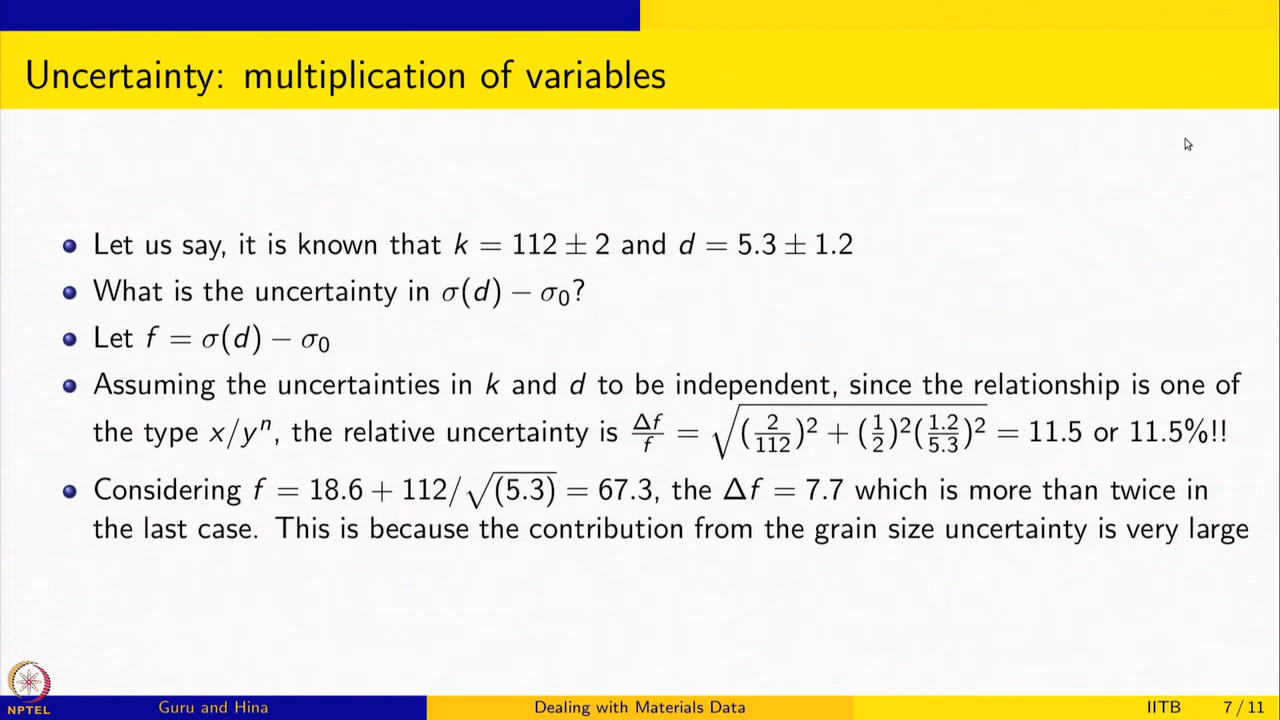 Uncertainty: multiplication of variables
Let us say, it is known that k = 112 ± 2 and d = 5.3 ± 1.2
What is the uncertainty in σ(d) − σ₀?
Let f = σ(d) − σ₀
Assuming the uncertainties in k and d to be independent, since the relationship is one of
the type x/yⁿ, the relative uncertainty is Δf/f = √((2/112)² + (1/2)²(1.2/5.3)²) = 11.5 or 11.5%!!
Considering f = 18.6 + 112/√(5.3) = 67.3, the Δf = 7.7 which is more than twice in
the last case. This is because the contribution from the grain size uncertainty is very large
NPTEL
Guru and Hina
Dealing with Materials Data
IITB
7 / 11